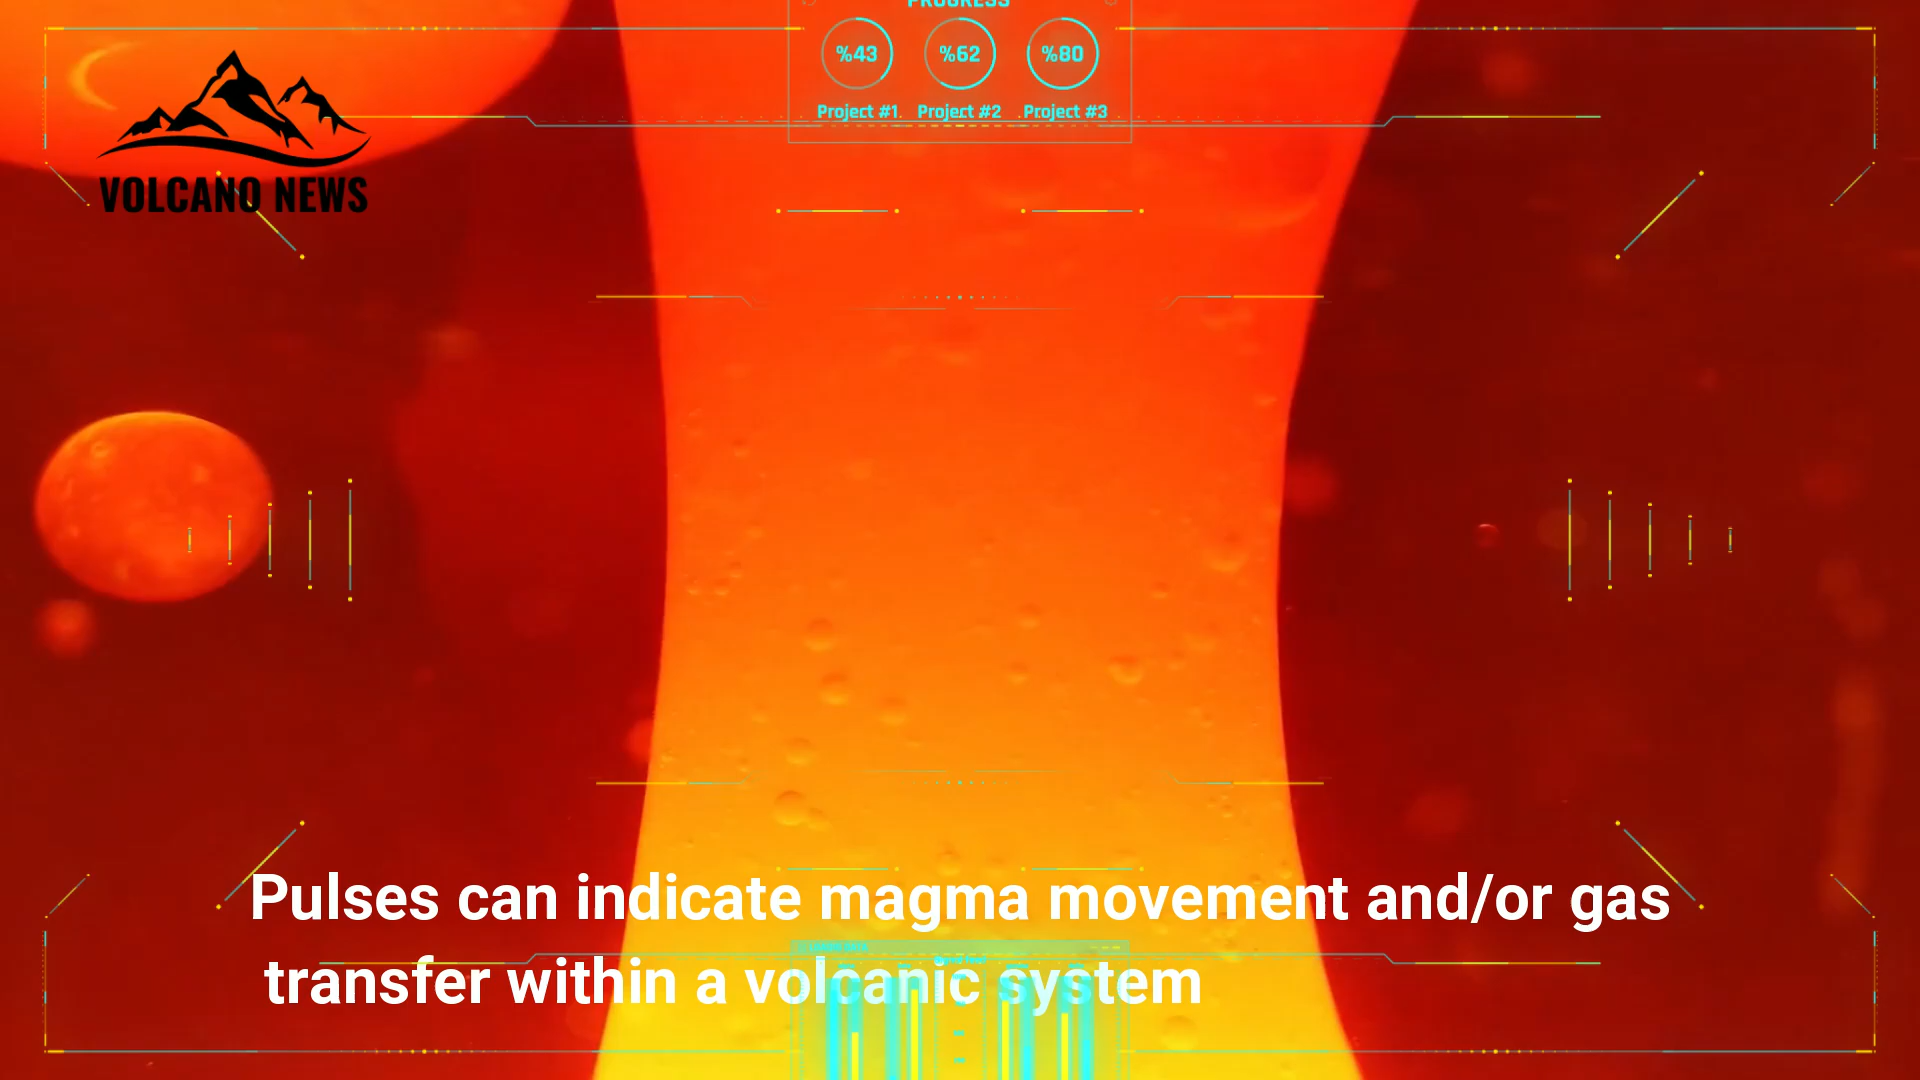 PROGRESS
%43 %62 %80
Project #1 Project #2 Project #3
VOLCANO NEWS
Pulses can indicate magma movement and/or gas
transfer within a volcanic system